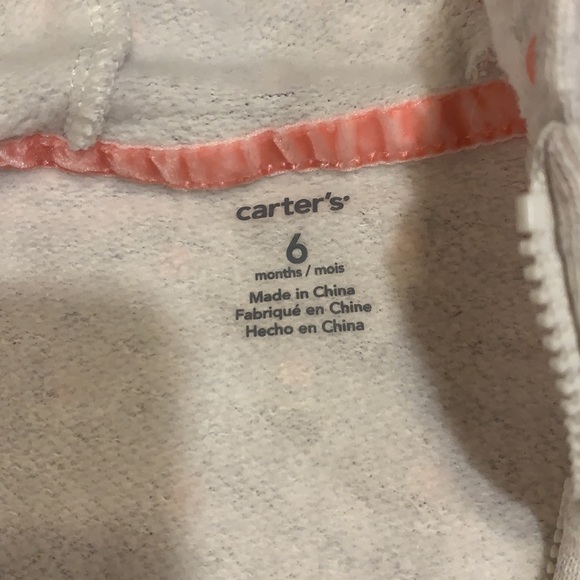 carter's
6
months / mois
Made in China
Fabriqué en Chine
Hecho en China